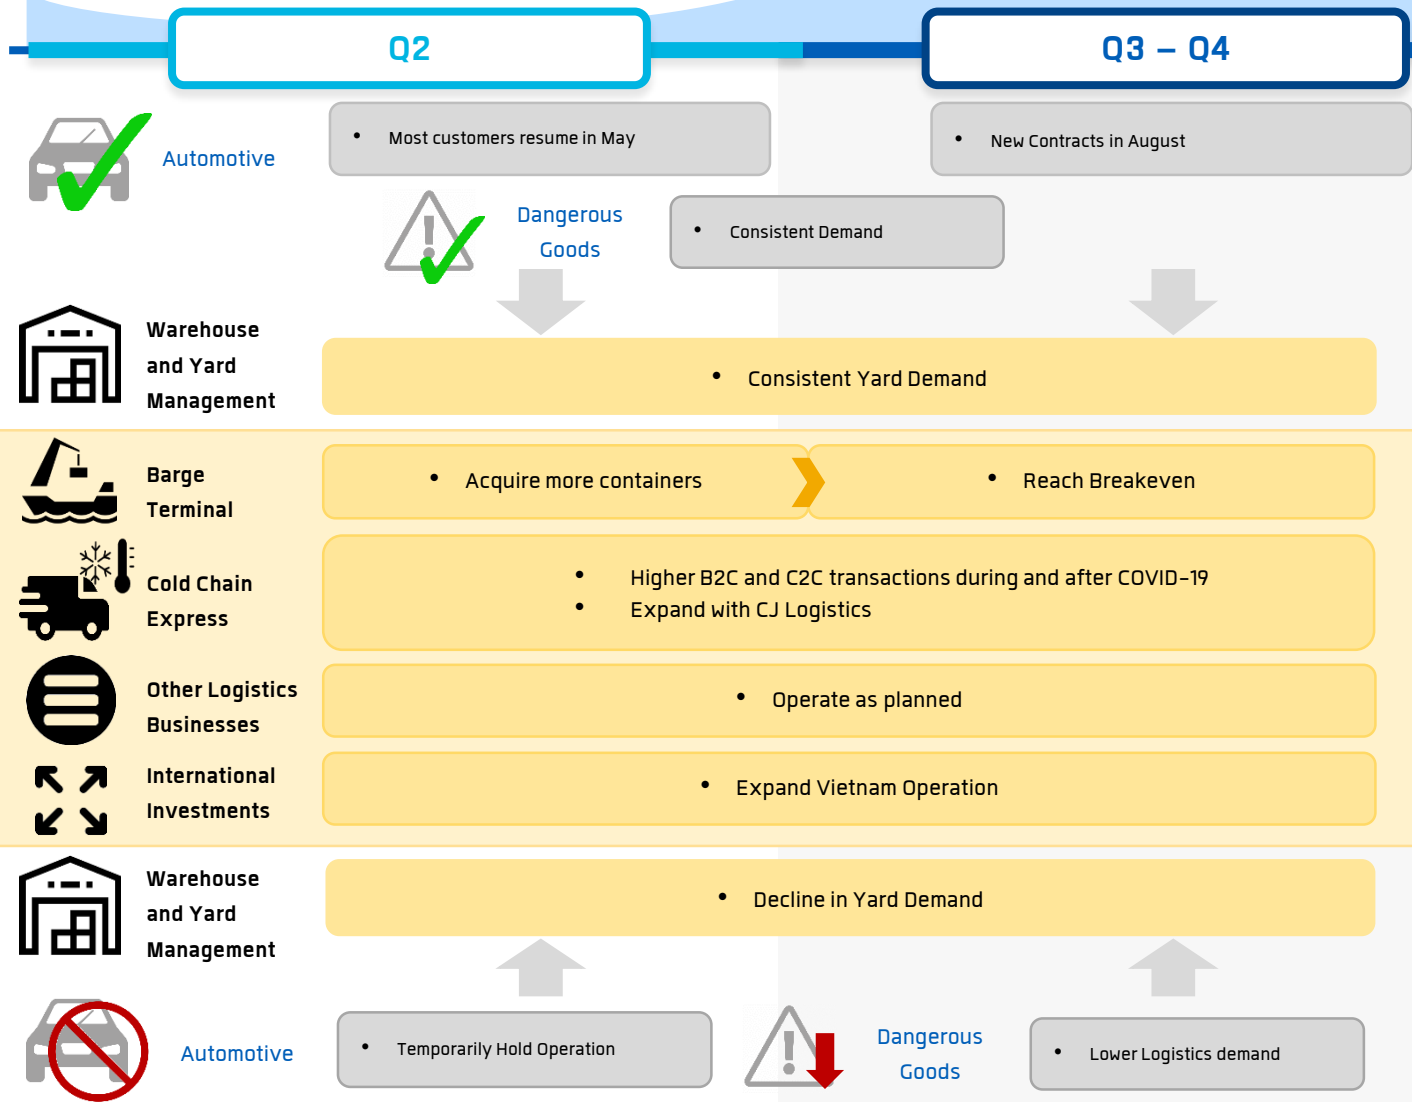 Q2
Q3 – Q4
Automotive
• Most customers resume in May
• New Contracts in August
Dangerous
Goods
• Consistent Demand
Warehouse
and Yard
Management
• Consistent Yard Demand
Barge
Terminal
• Acquire more containers
• Reach Breakeven
Cold Chain
Express
• Higher B2C and C2C transactions during and after COVID-19
• Expand with CJ Logistics
Other Logistics
Businesses
• Operate as planned
International
Investments
• Expand Vietnam Operation
Warehouse
and Yard
Management
• Decline in Yard Demand
Automotive
• Temporarily Hold Operation
Dangerous
Goods
• Lower Logistics demand